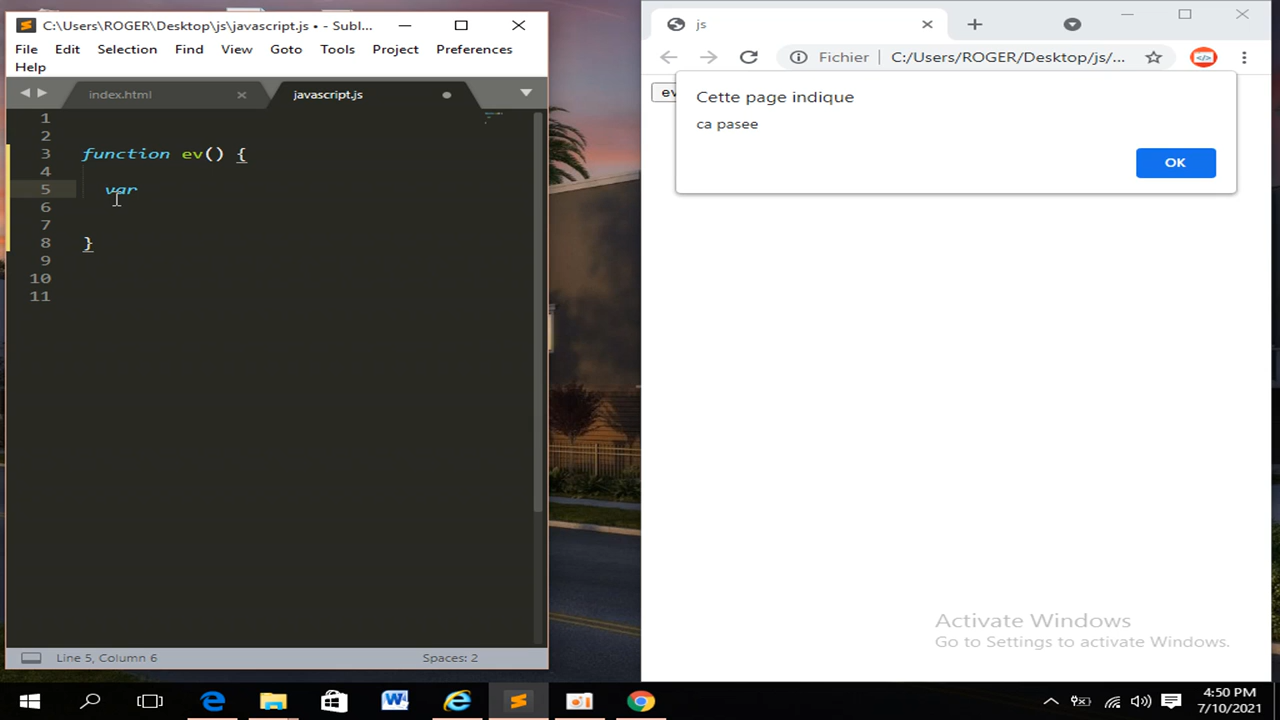 C:\Users\ROGER\Desktop\js\javascript.js • - Subl...
File Edit Selection Find View Goto Tools Project Preferences
Help
index.html
javascript.js
1
2
3 function ev() {
4
5 var
6
7
8 }
9
10
11
Line 5, Column 6
Spaces: 2
js
Fichier
C:/Users/ROGER/Desktop/js/...
Cette page indique
ca pasee
OK
Activate Windows
Go to Settings to activate Windows.
4:50 PM
7/10/2021